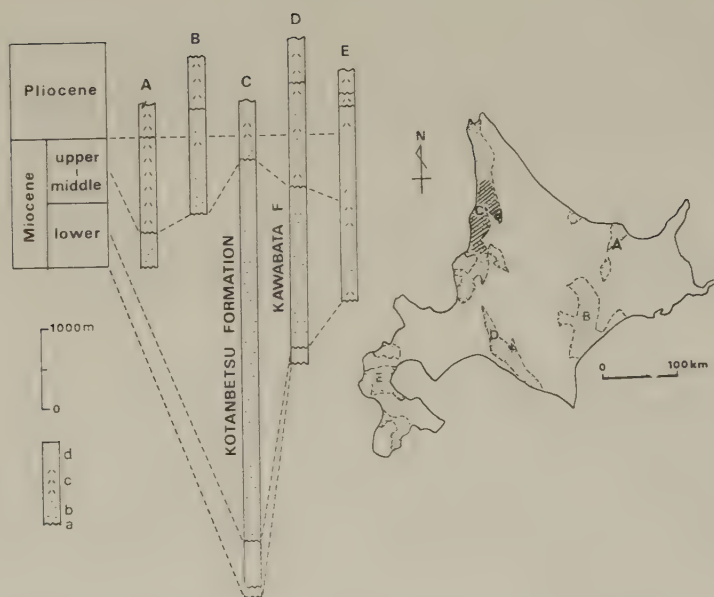 Pliocene
Miocene
upper
middle
lower
A
B
C
D
E
KOTANBETSU FORMATION
KAWABATA F
1000m
0
d
c
b
a
N
C
A
B
D
E
0 100km